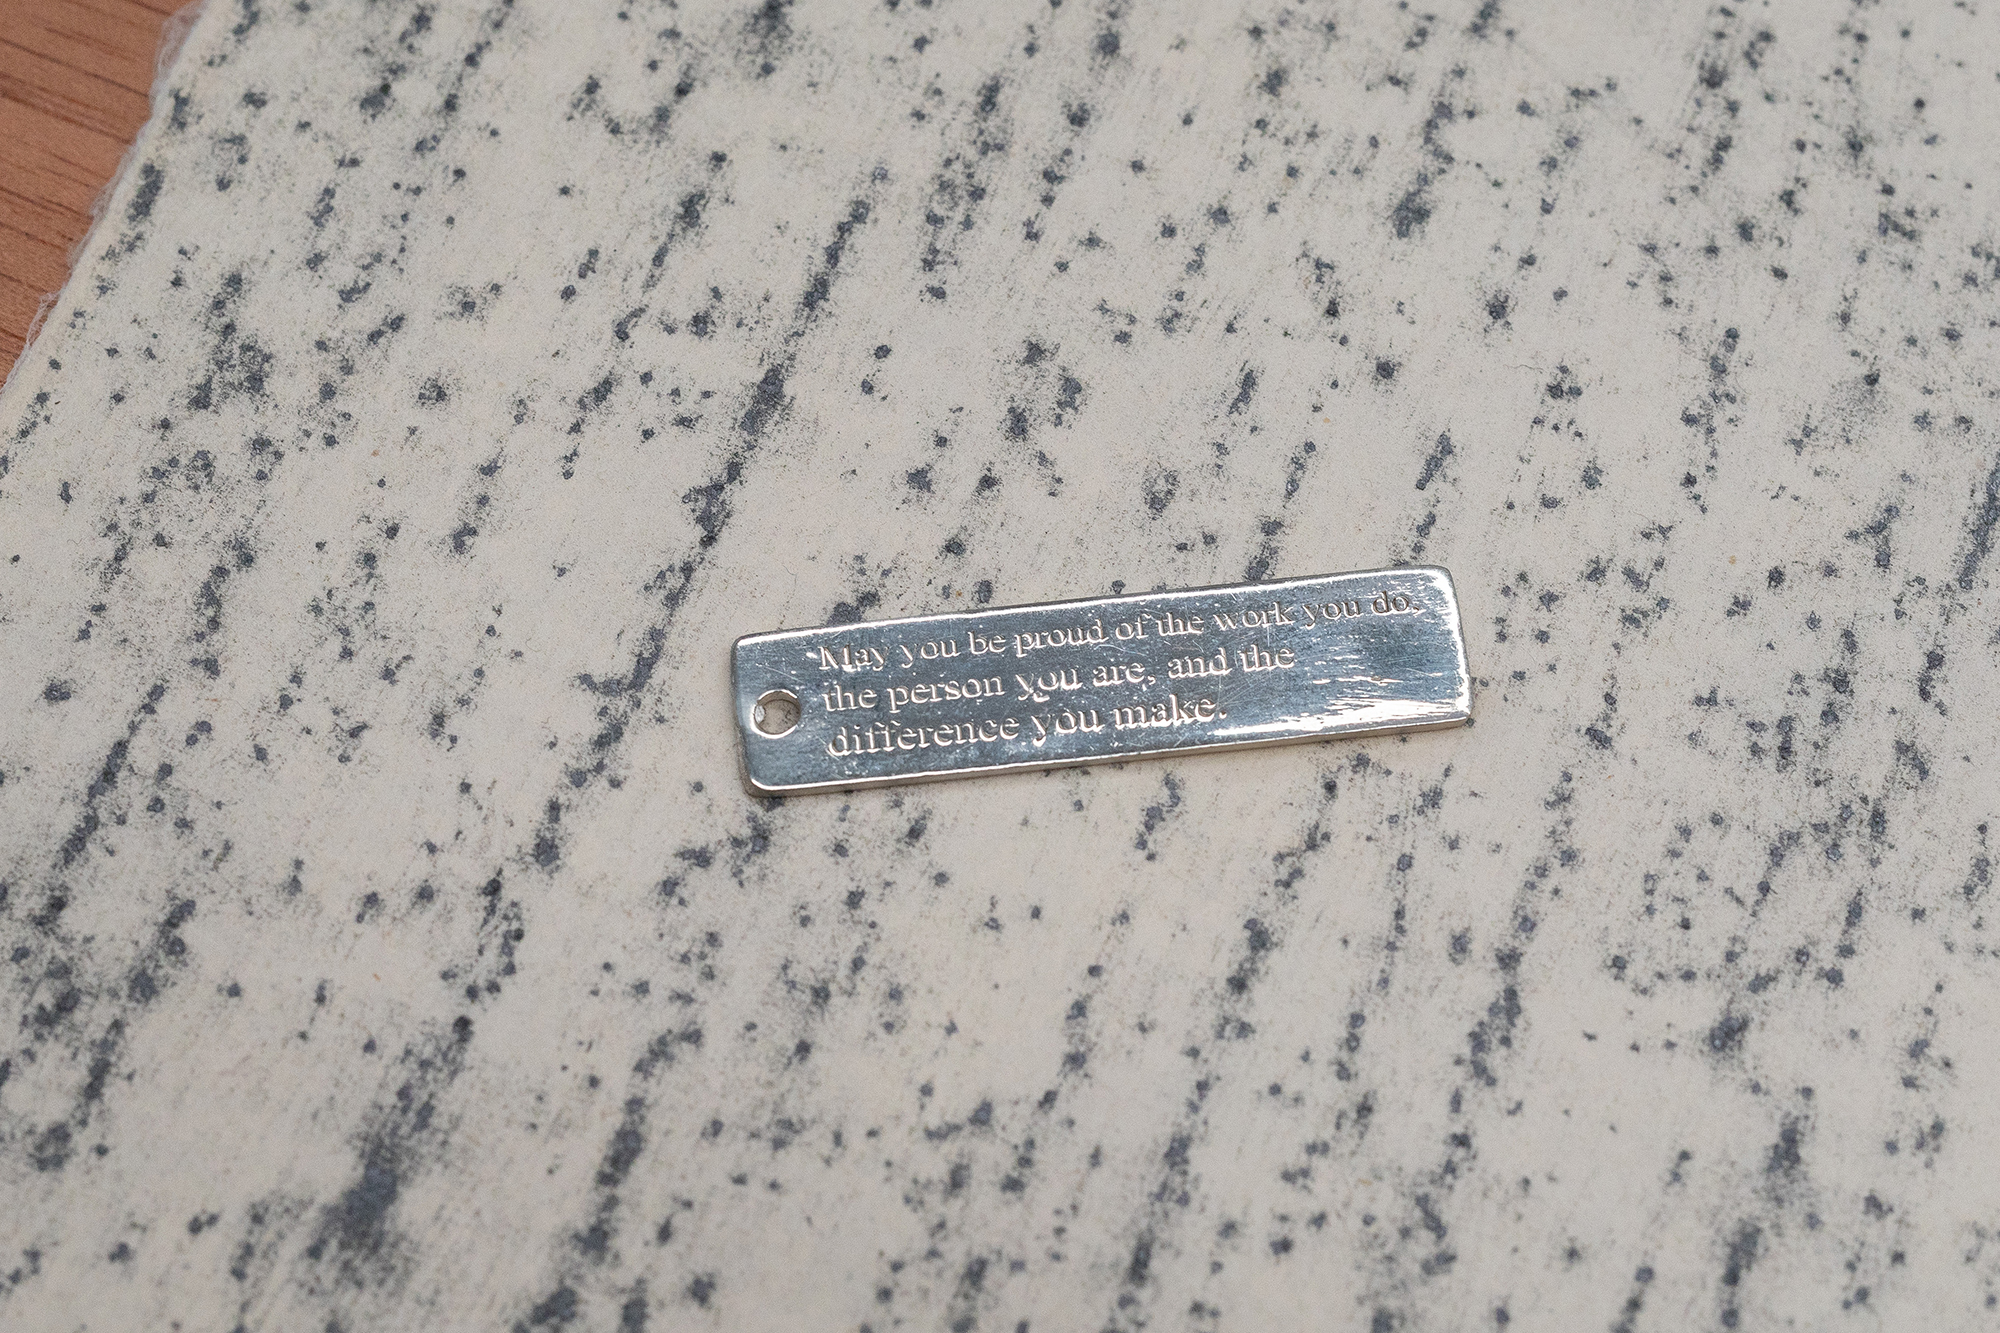 May you be proud of the work you do,
the person you are, and the
difference you make.